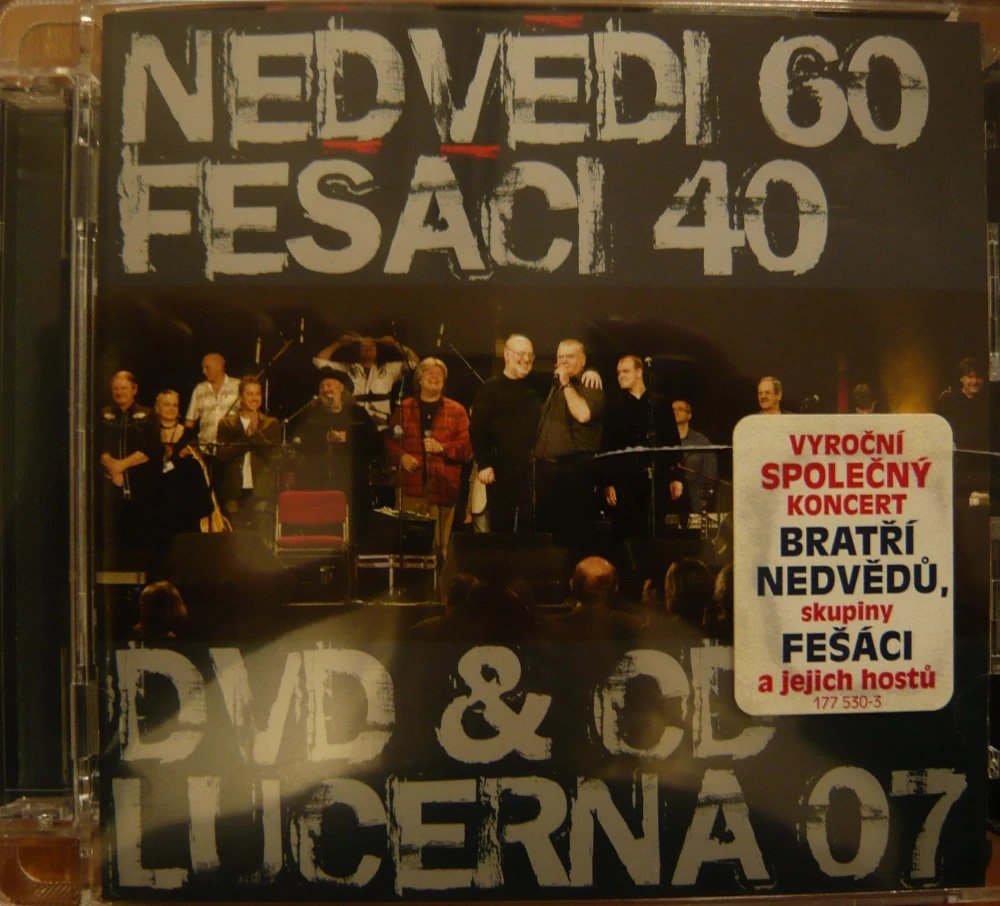 NEDVĚDI 60
FEŠÁCI 40
VYROČNÍ
SPOLEČNÝ
KONCERT
BRATŘÍ
NEDVĚDŮ,
skupiny
FEŠÁCI
a jejich hostů
177 530-3
DVD & CD
LUCERNA 07